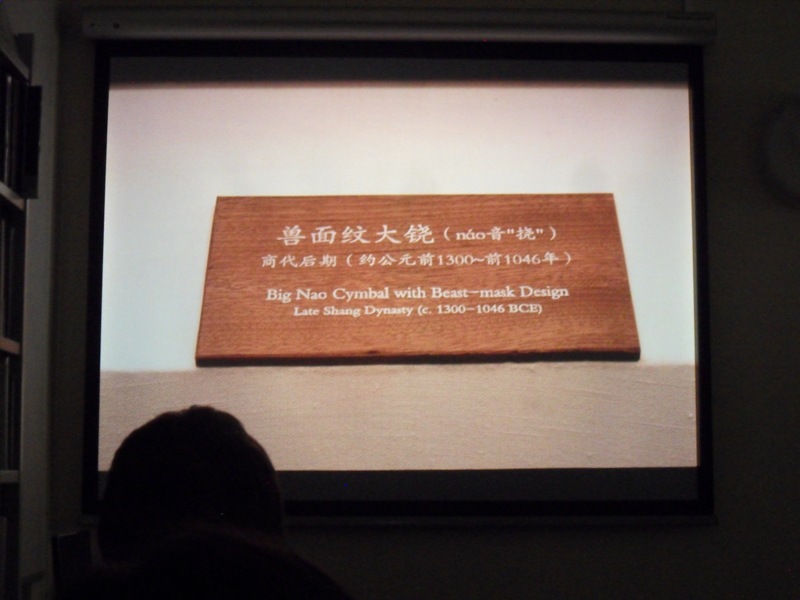 兽面纹大铙（náo音"挠"）
商代后期（约公元前1300~前1046年）
Big Nao Cymbal with Beast-mask Design
Late Shang Dynasty (c. 1300-1046 BCE)